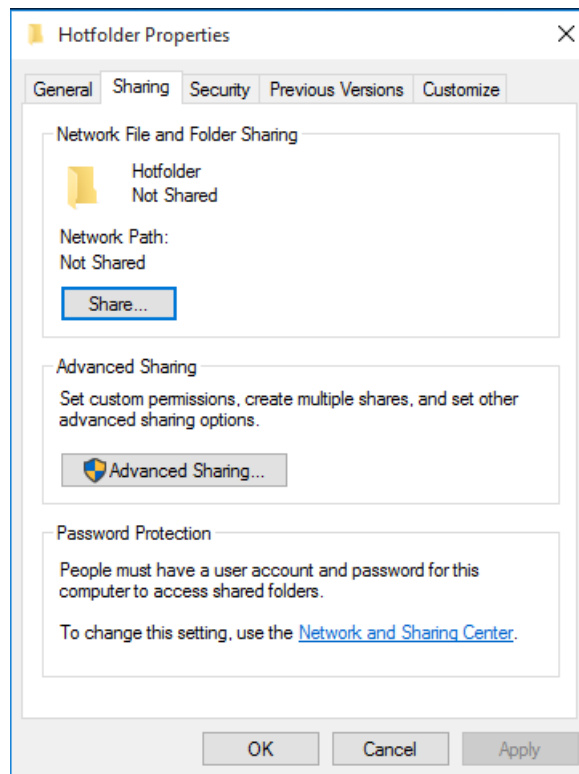 Hotfolder Properties
General Sharing Security Previous Versions Customize
Network File and Folder Sharing
Hotfolder
Not Shared
Network Path:
Not Shared
Share...
Advanced Sharing
Set custom permissions, create multiple shares, and set other
advanced sharing options.
Advanced Sharing...
Password Protection
People must have a user account and password for this
computer to access shared folders.
To change this setting, use the Network and Sharing Center.
OK Cancel Apply